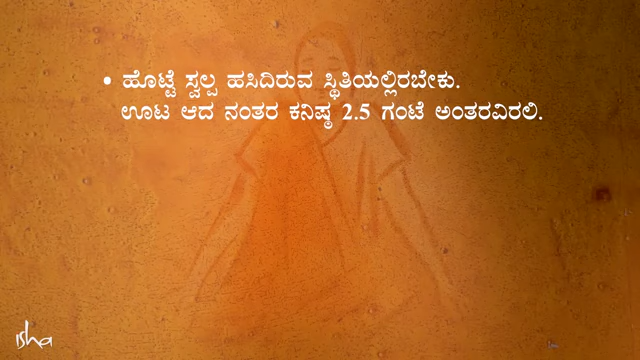 • ಹೊಟ್ಟೆ ಸ್ವಲ್ಪ ಹಸಿದಿರುವ ಸ್ಥಿತಿಯಲ್ಲಿರಬೇಕು.
ಊಟ ಆದ ನಂತರ ಕನಿಷ್ಠ 2.5 ಗಂಟೆ ಅಂತರವಿರಲಿ.
isha